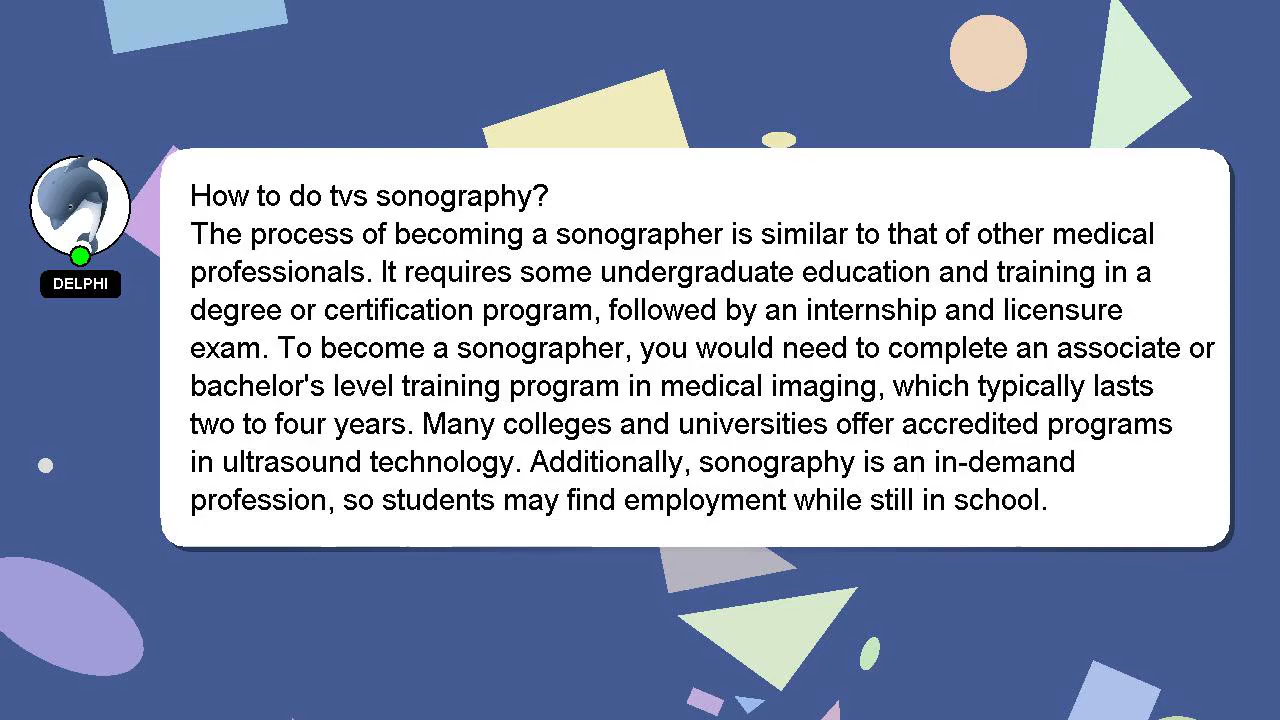 How to do tvs sonography?
The process of becoming a sonographer is similar to that of other medical
professionals. It requires some undergraduate education and training in a
degree or certification program, followed by an internship and licensure
exam. To become a sonographer, you would need to complete an associate or
bachelor's level training program in medical imaging, which typically lasts
two to four years. Many colleges and universities offer accredited programs
in ultrasound technology. Additionally, sonography is an in-demand
profession, so students may find employment while still in school.
DELPHI